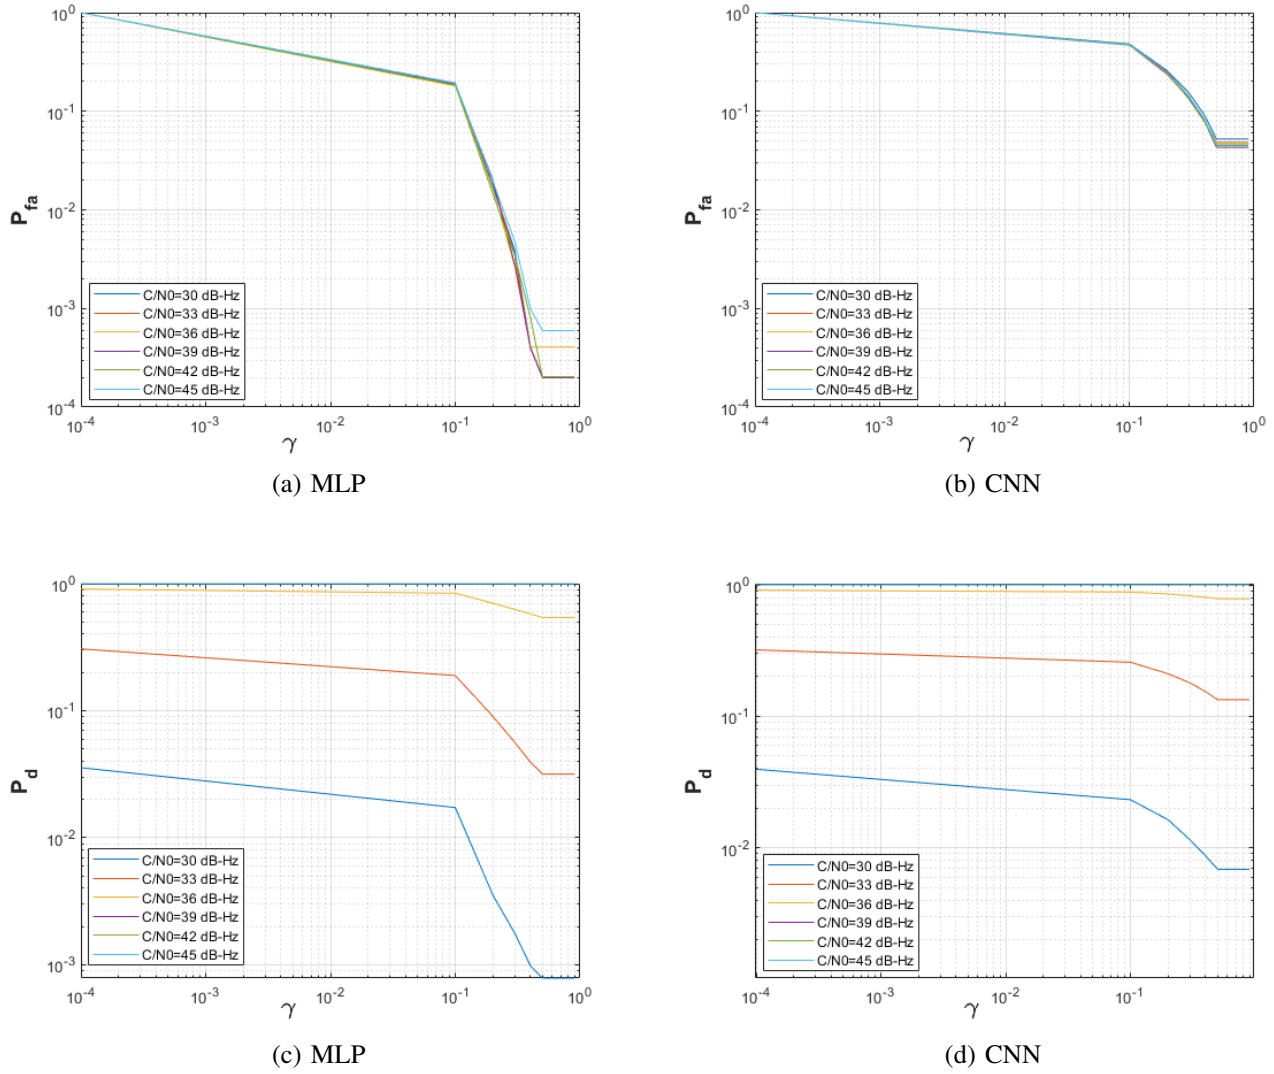 10^0
10^-1
10^-2
10^-3
10^-4
P_fa
C/N0=30 dB-Hz
C/N0=33 dB-Hz
C/N0=36 dB-Hz
C/N0=39 dB-Hz
C/N0=42 dB-Hz
C/N0=45 dB-Hz
10^-4 10^-3 10^-2 10^-1 10^0
γ
(a) MLP
10^0
10^-1
10^-2
10^-3
10^-4
P_fa
C/N0=30 dB-Hz
C/N0=33 dB-Hz
C/N0=36 dB-Hz
C/N0=39 dB-Hz
C/N0=42 dB-Hz
C/N0=45 dB-Hz
10^-4 10^-3 10^-2 10^-1 10^0
γ
(b) CNN
10^0
10^-1
10^-2
10^-3
P_d
C/N0=30 dB-Hz
C/N0=33 dB-Hz
C/N0=36 dB-Hz
C/N0=39 dB-Hz
C/N0=42 dB-Hz
C/N0=45 dB-Hz
10^-4 10^-3 10^-2 10^-1 10^0
γ
(c) MLP
10^0
10^-1
10^-2
P_d
C/N0=30 dB-Hz
C/N0=33 dB-Hz
C/N0=36 dB-Hz
C/N0=39 dB-Hz
C/N0=42 dB-Hz
C/N0=45 dB-Hz
10^-4 10^-3 10^-2 10^-1
γ
(d) CNN